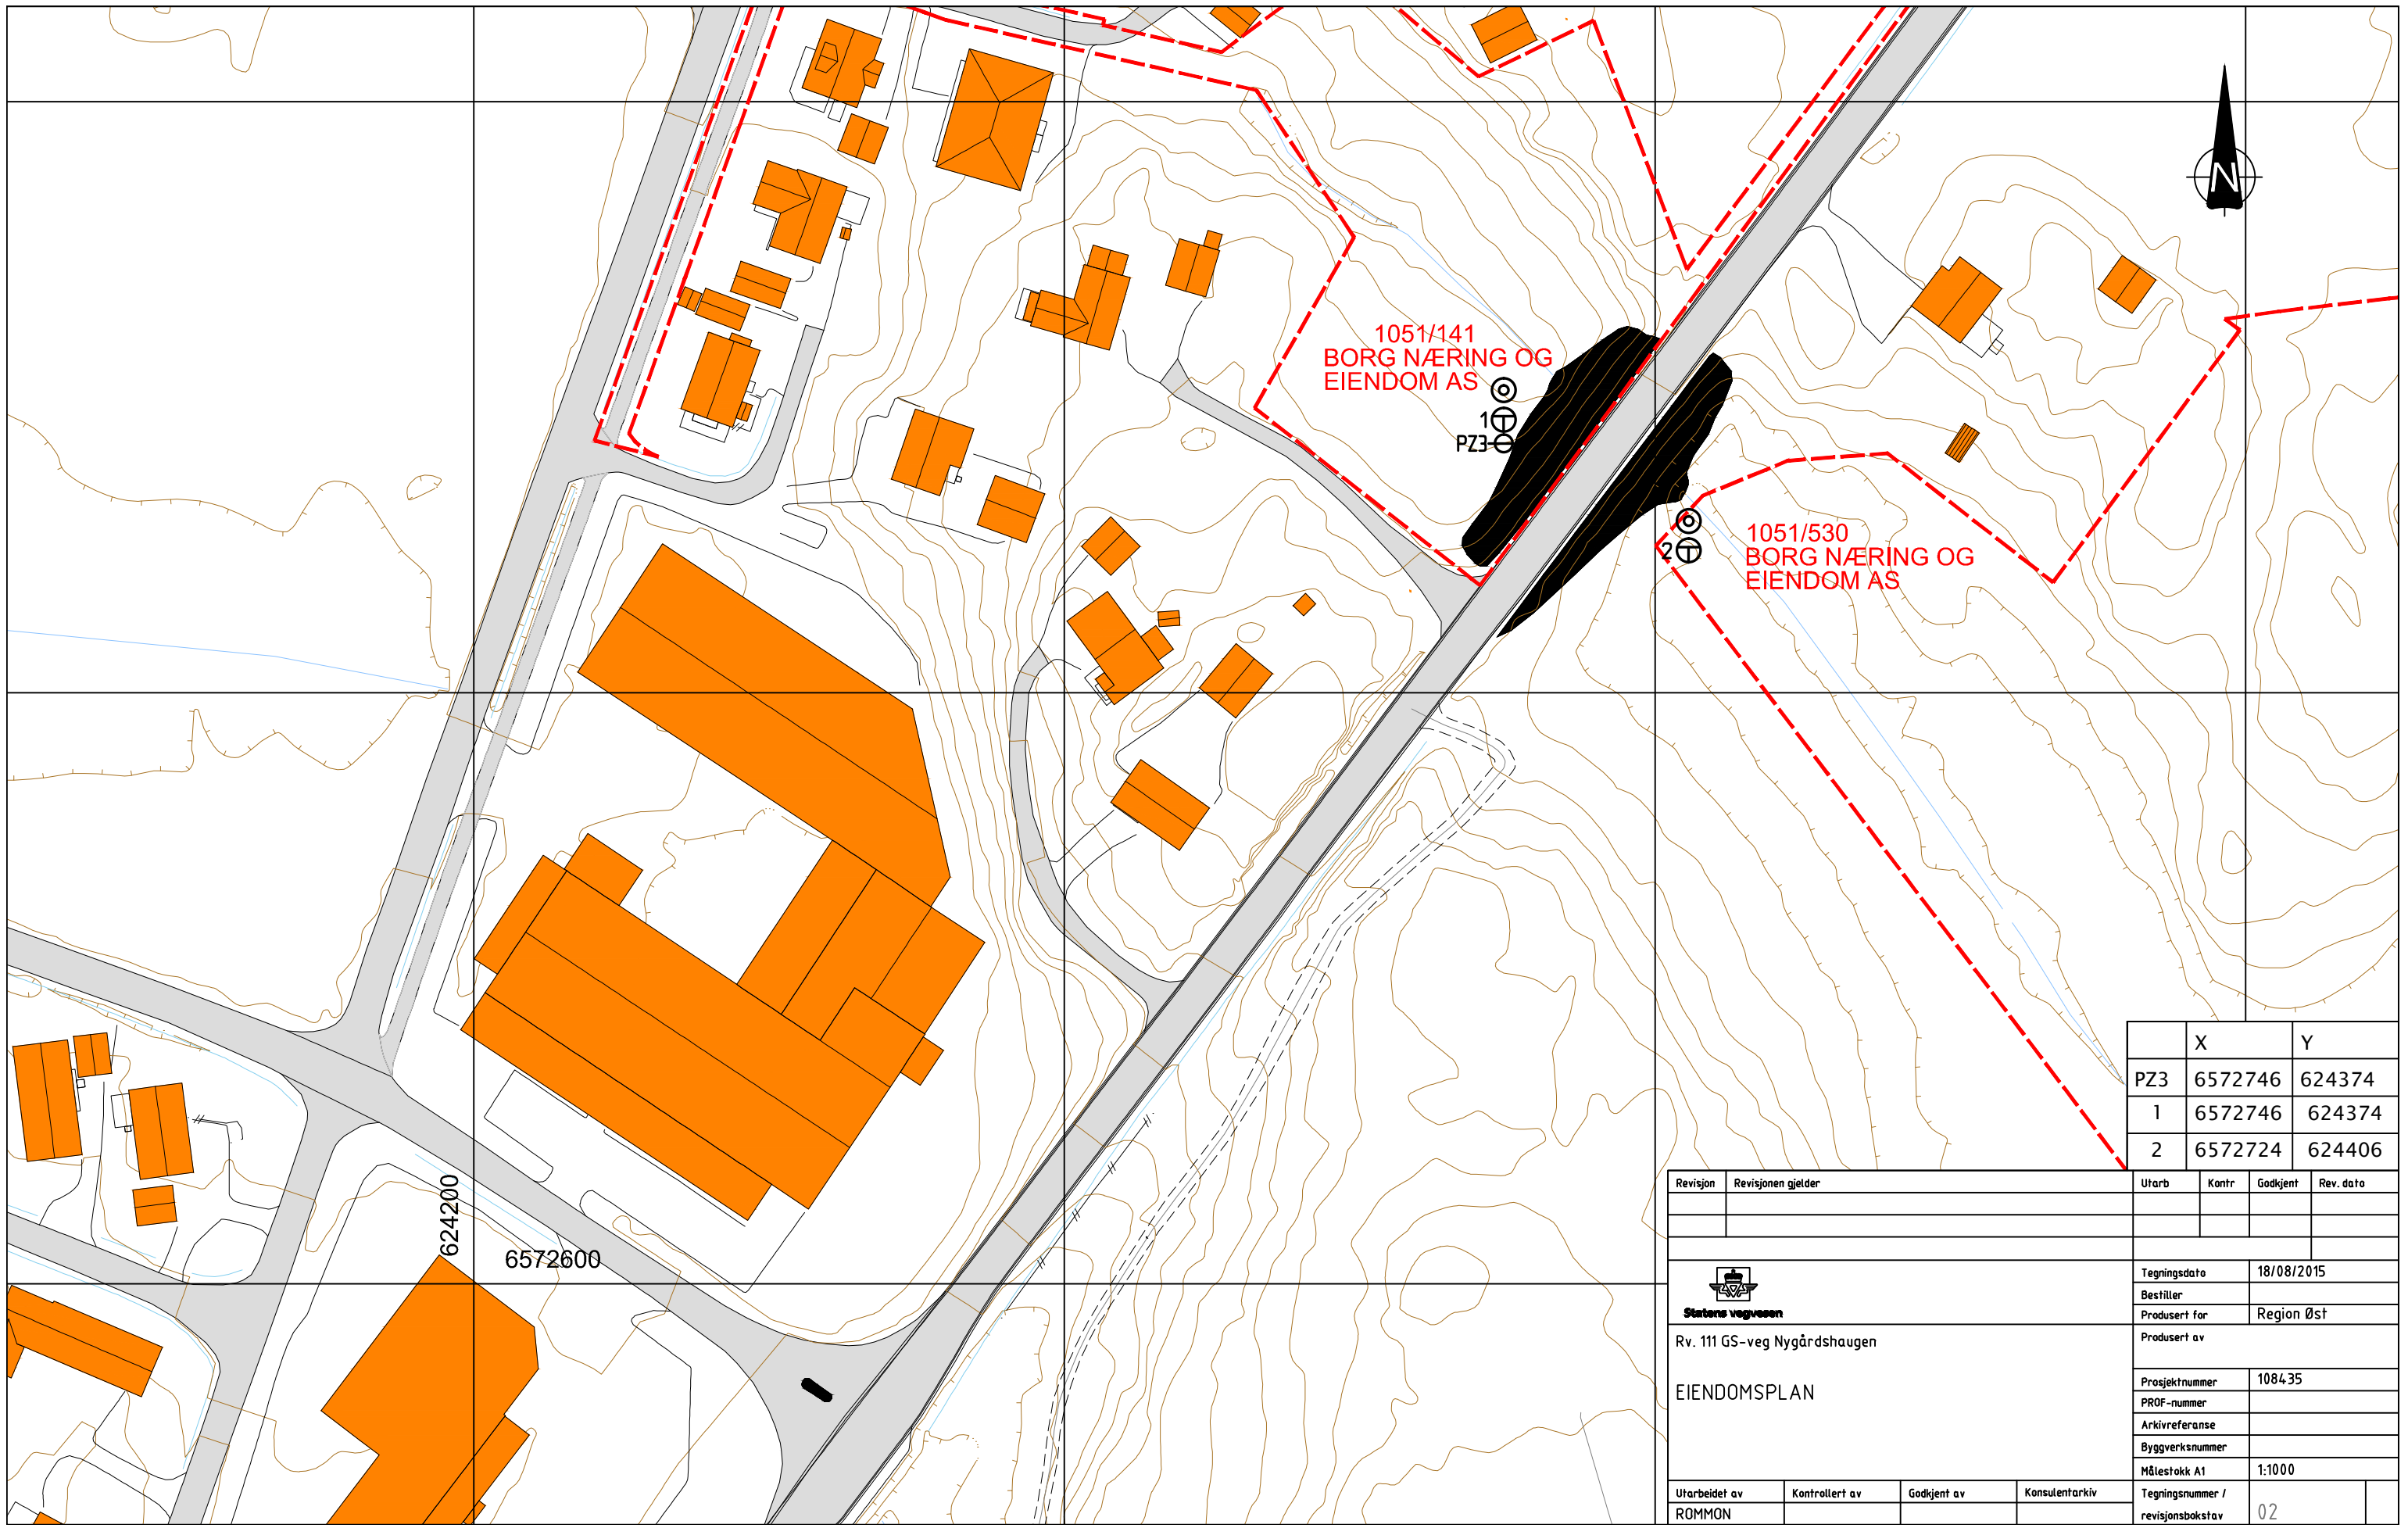 N
1051/141
BORG NÆRING OG
EIENDOM AS
1
PZ3
1051/530
BORG NÆRING OG
EIENDOM AS
2
624200
6572600
X Y
PZ3 6572746 624374
1 6572746 624374
2 6572724 624406
Revisjon Revisjonen gjelder Utarb Kontr Godkjent Rev. dato
Statens vegvesen
Tegningsdato 18/08/2015
Bestiller
Produsert for Region Øst
Rv. 111 GS-veg Nygårdshaugen
EIENDOMSPLAN
Produsert av
Prosjektnummer 108435
PROF-nummer
Arkivreferanse
Byggverksnummer
Målestokk A1 1:1000
Utarbeidet av Kontrollert av Godkjent av Konsulentarkiv
ROMMON
Tegningsnummer /
revisjonsbokstav 02